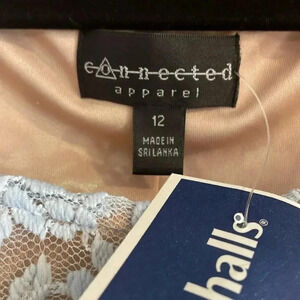 connected
apparel
12
MADE IN
SRI LANKA
halls®